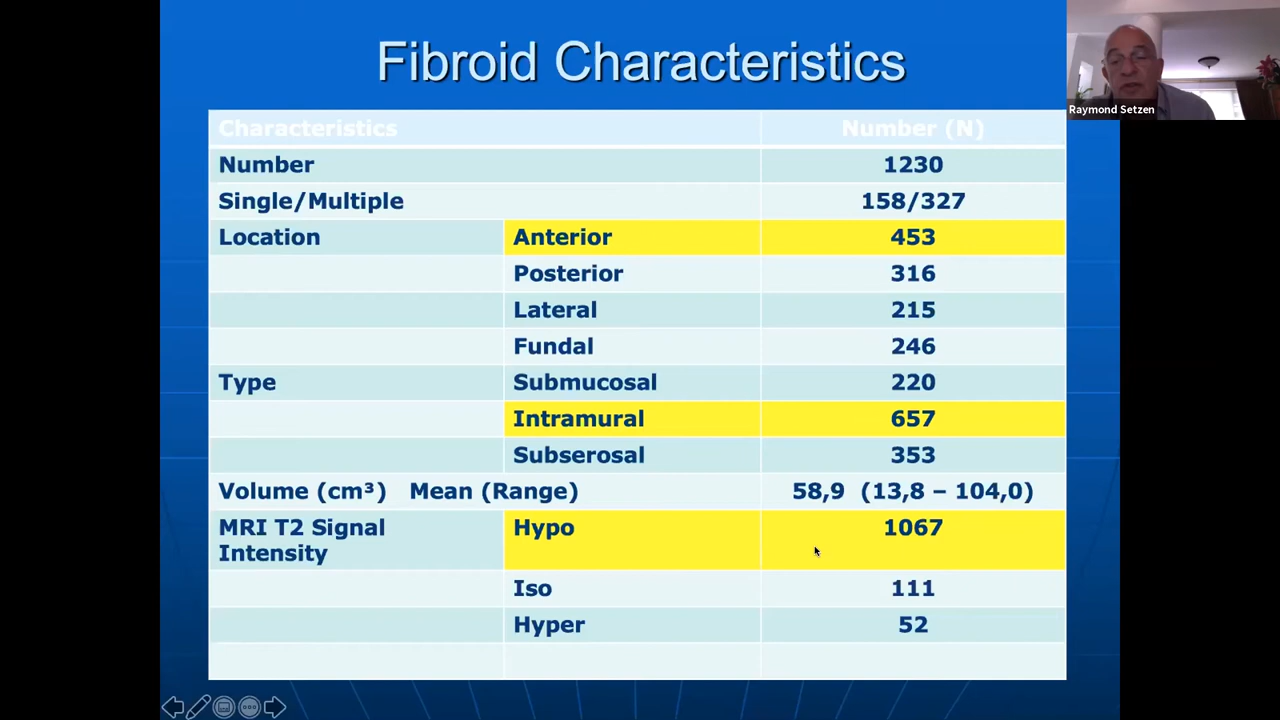 Fibroid Characteristics
Raymond Setzen
Characteristics Number (N)
Number 1230
Single/Multiple 158/327
Location Anterior 453
Posterior 316
Lateral 215
Fundal 246
Type Submucosal 220
Intramural 657
Subserosal 353
Volume (cm³) Mean (Range) 58,9 (13,8 – 104,0)
MRI T2 Signal Hypo 1067
Intensity
Iso 111
Hyper 52